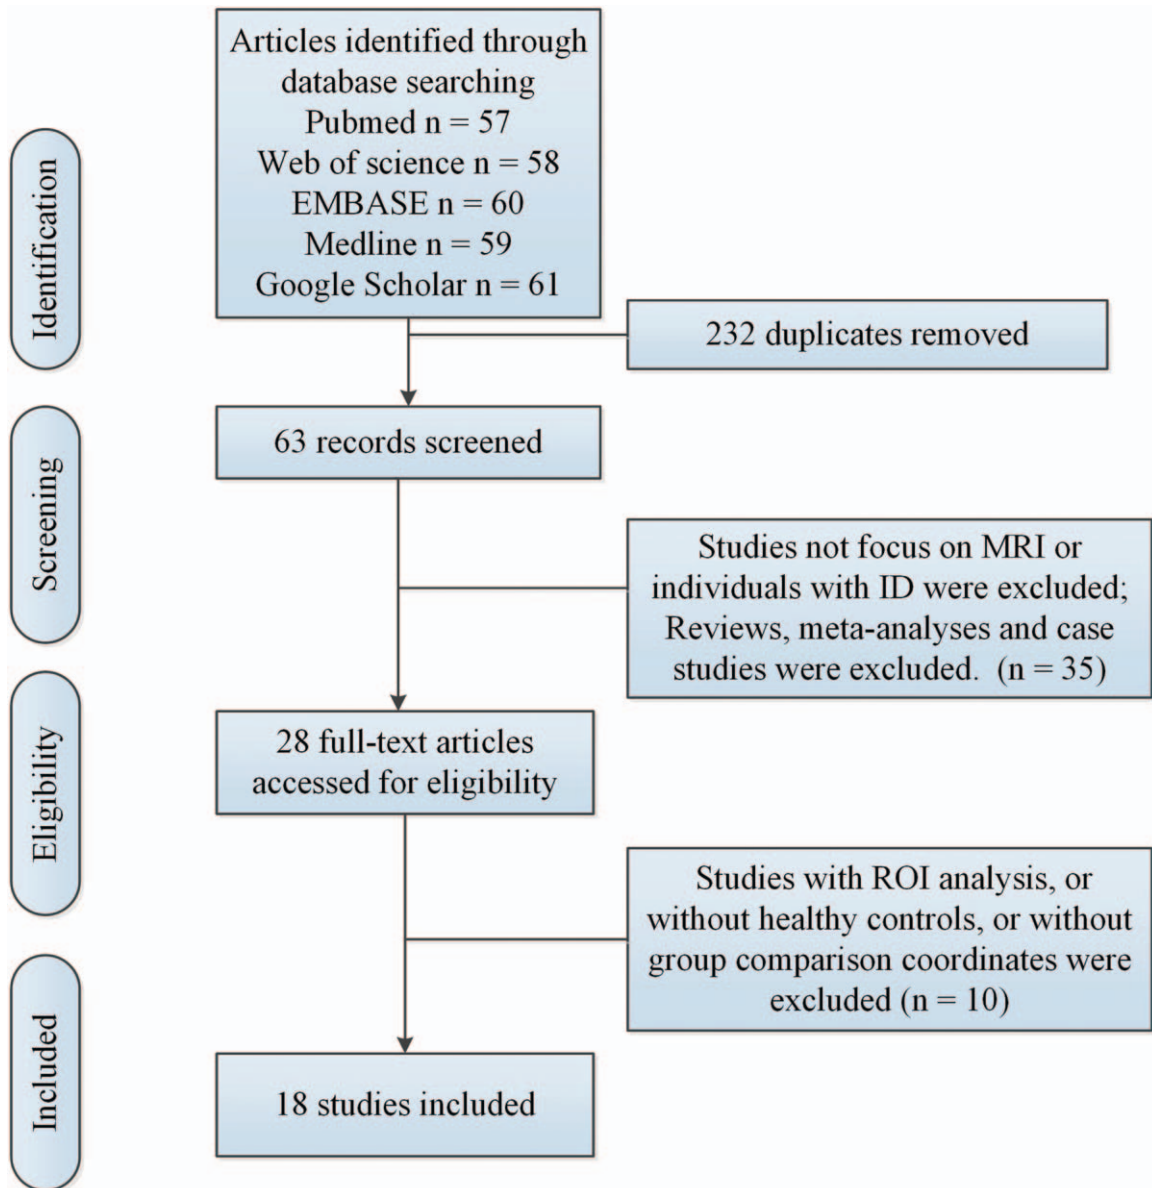 Articles identified through
database searching
Pubmed n = 57
Web of science n = 58
EMBASE n = 60
Medline n = 59
Google Scholar n = 61
Identification
232 duplicates removed
63 records screened
Screening
Studies not focus on MRI or
individuals with ID were excluded;
Reviews, meta-analyses and case
studies were excluded. (n = 35)
28 full-text articles
accessed for eligibility
Eligibility
Studies with ROI analysis, or
without healthy controls, or without
group comparison coordinates were
excluded (n = 10)
Included
18 studies included